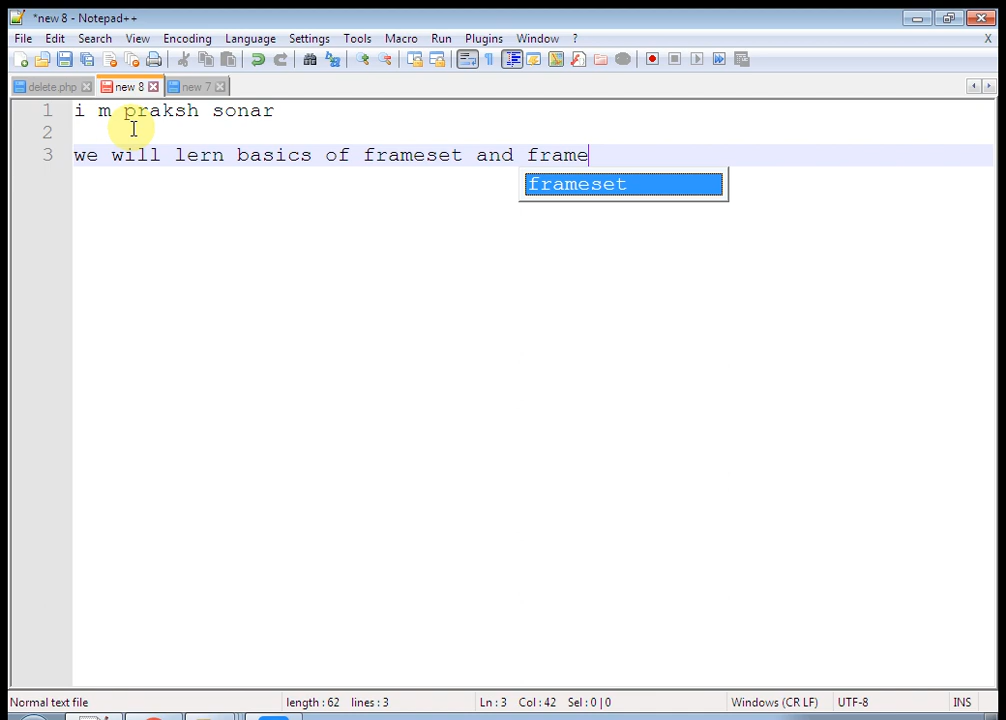 *new 8 - Notepad++
File Edit Search View Encoding Language Settings Tools Macro Run Plugins Window ? X
delete.php new 8 new 7
1 i m praksh sonar
2
3 we will lern basics of frameset and frame
frameset
Normal text file length : 62 lines : 3 Ln : 3 Col : 42 Sel : 0 | 0 Windows (CR LF) UTF-8 INS